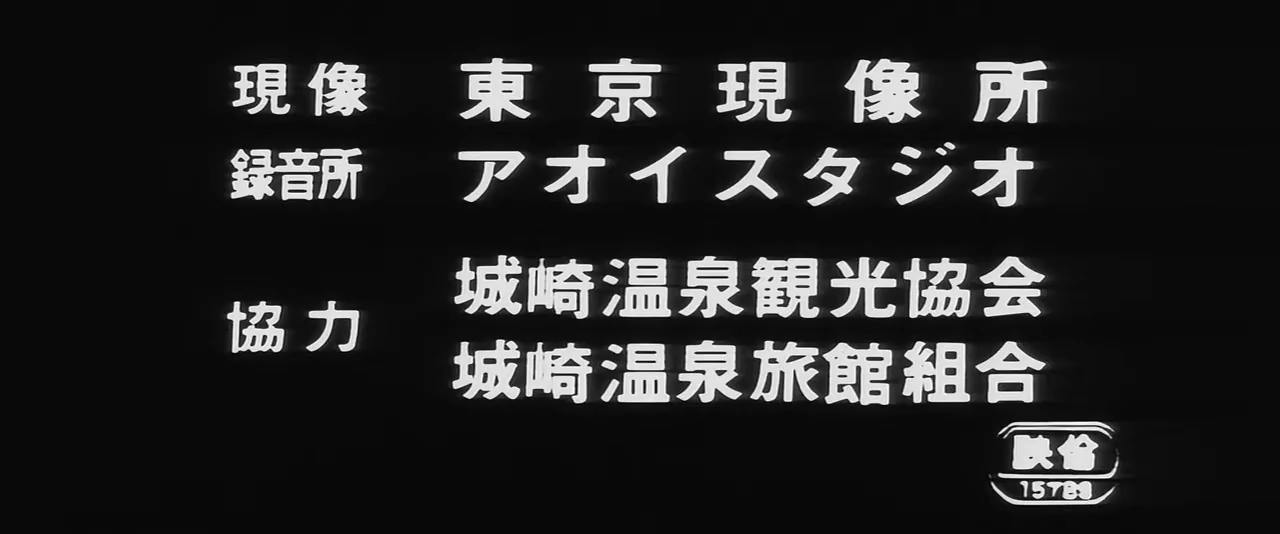 現像 東京現像所
録音所 アオイスタジオ
協力 城崎温泉観光協会
城崎温泉旅館組合
映倫